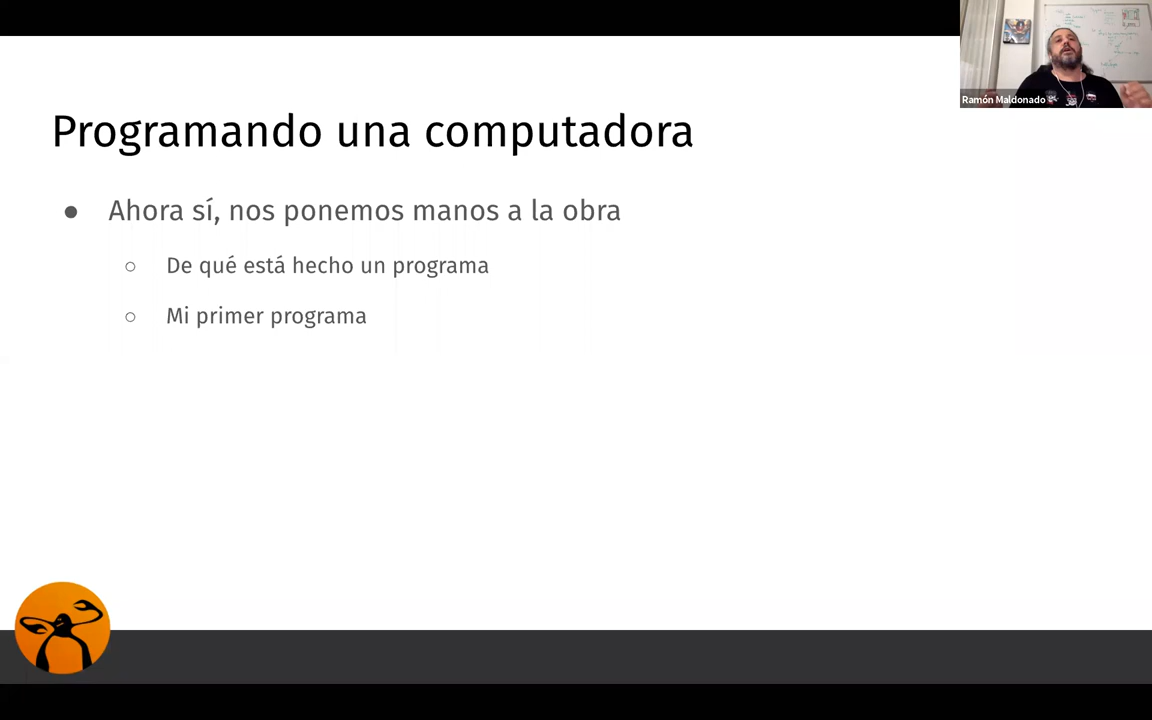 Programando una computadora
Ahora sí, nos ponemos manos a la obra
De qué está hecho un programa
Mi primer programa
Ramón Maldonado